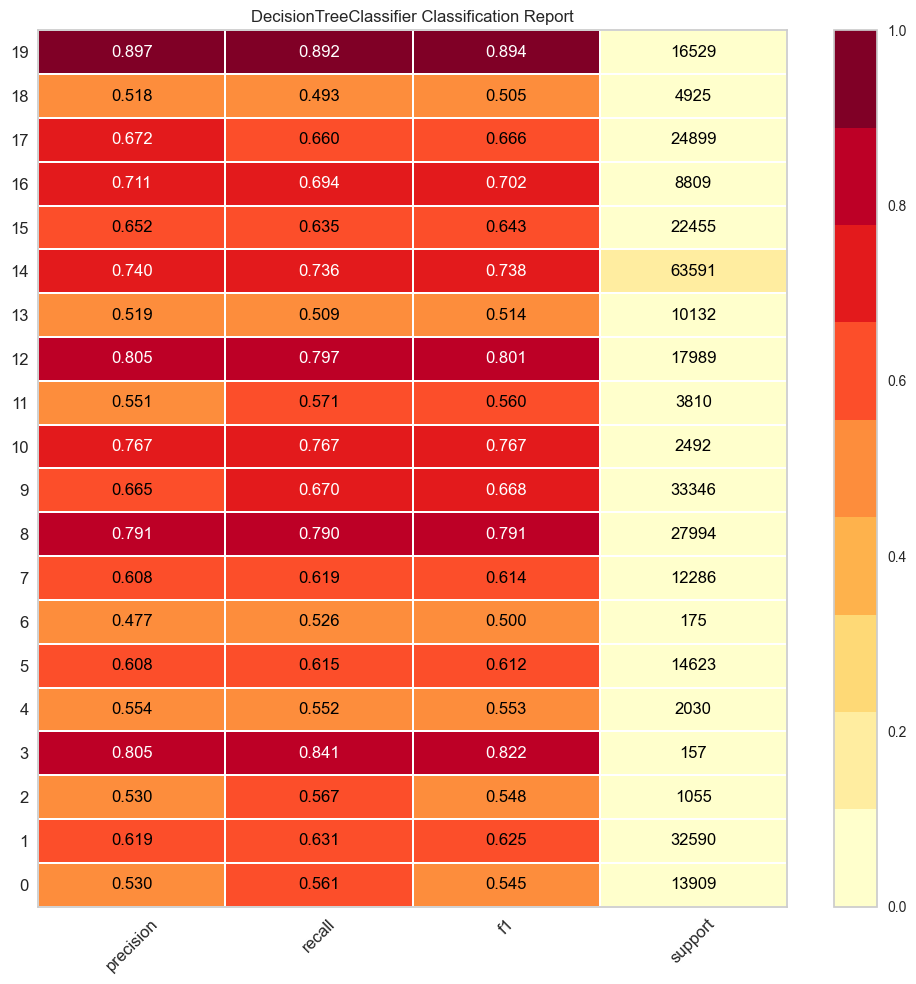 DecisionTreeClassifier Classification Report
19 0.897 0.892 0.894 16529
18 0.518 0.493 0.505 4925
17 0.672 0.660 0.666 24899
16 0.711 0.694 0.702 8809
15 0.652 0.635 0.643 22455
14 0.740 0.736 0.738 63591
13 0.519 0.509 0.514 10132
12 0.805 0.797 0.801 17989
11 0.551 0.571 0.560 3810
10 0.767 0.767 0.767 2492
9 0.665 0.670 0.668 33346
8 0.791 0.790 0.791 27994
7 0.608 0.619 0.614 12286
6 0.477 0.526 0.500 175
5 0.608 0.615 0.612 14623
4 0.554 0.552 0.553 2030
3 0.805 0.841 0.822 157
2 0.530 0.567 0.548 1055
1 0.619 0.631 0.625 32590
0 0.530 0.561 0.545 13909
precision recall f1 support
1.0
0.8
0.6
0.4
0.2
0.0